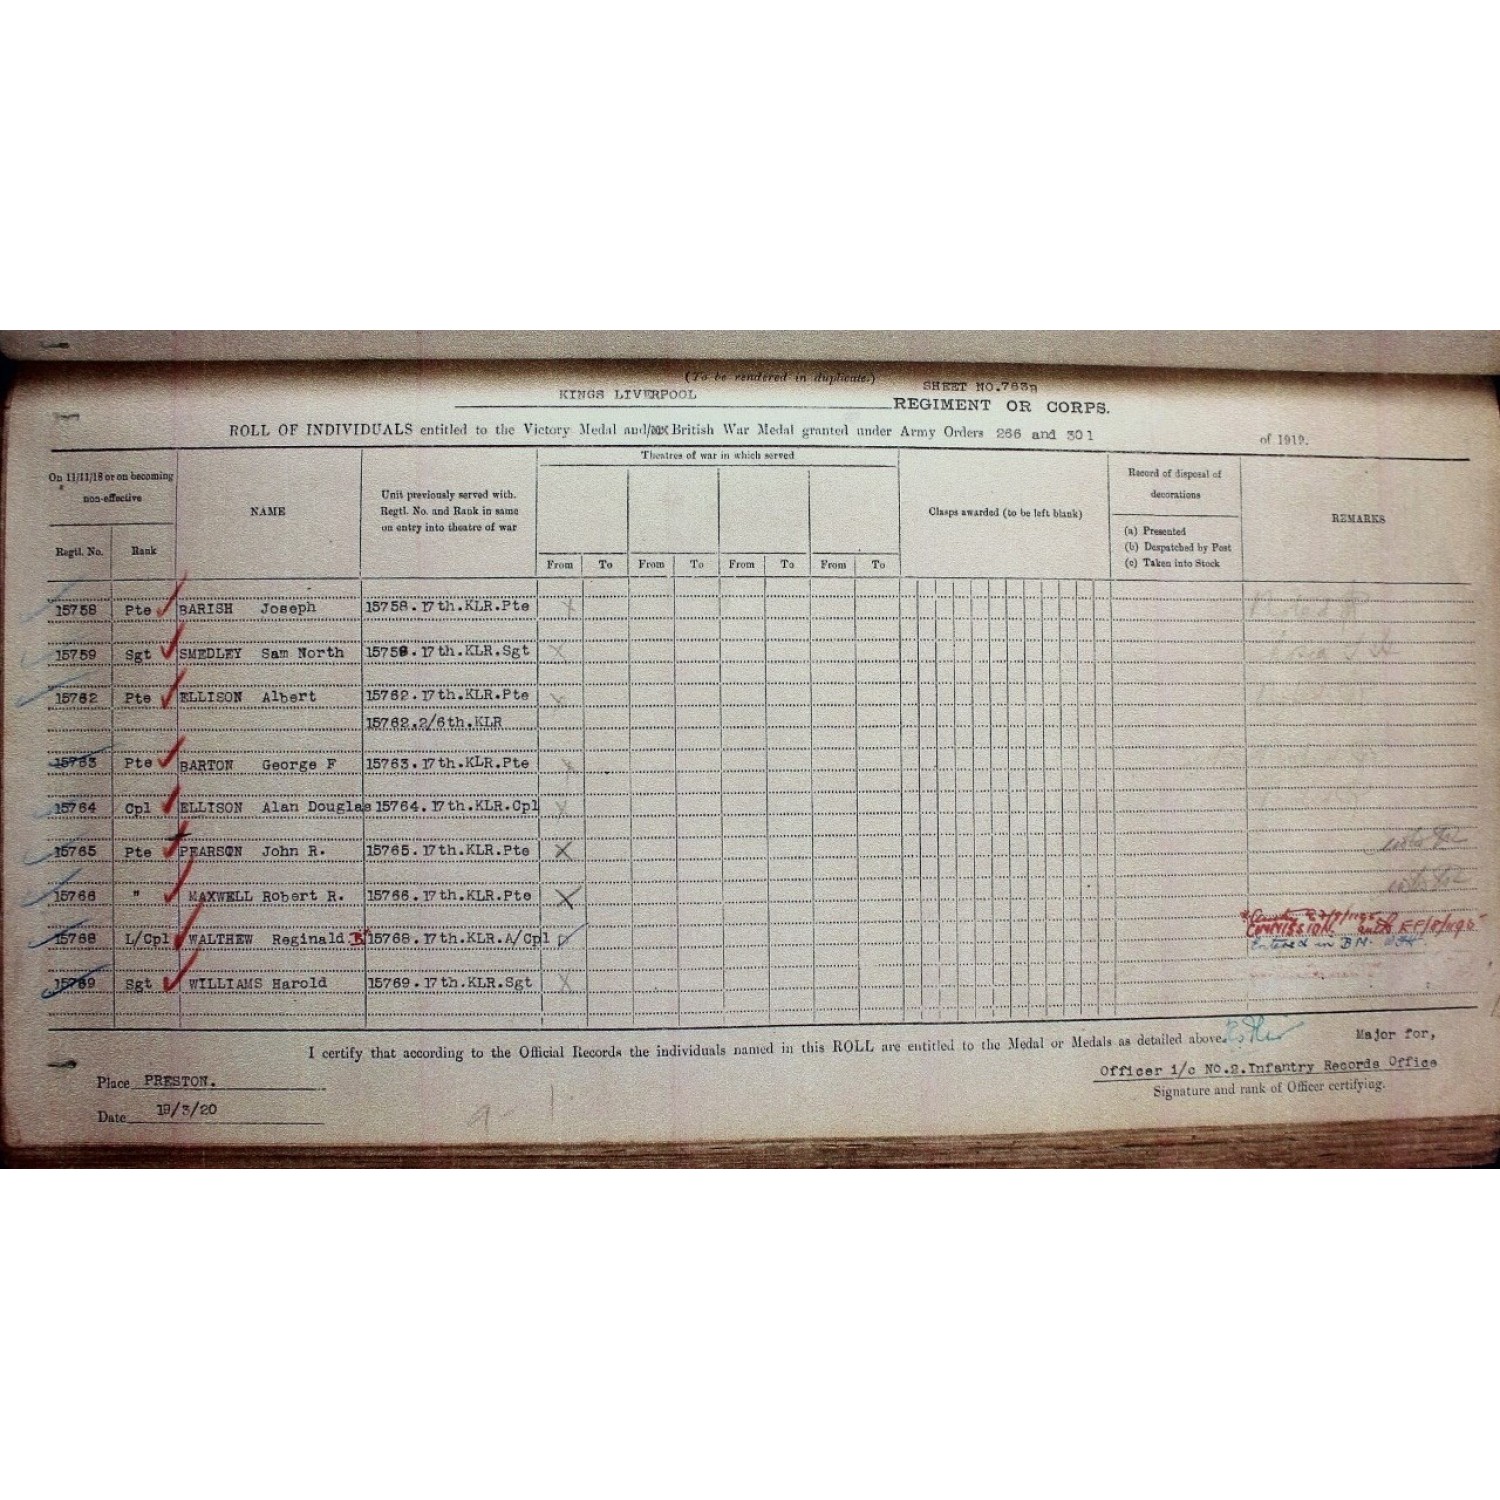 (To be rendered in duplicate.)
KINGS LIVERPOOL
SHEET NO.763
REGIMENT OR CORPS.
ROLL OF INDIVIDUALS entitled to the Victory Medal and/ British War Medal granted under Army Orders 266 and 301 of 1919.
On 11/11/18 or on becoming non-effective
Regtl. No.
Rank
NAME
Unit previously served with. Regtl. No. and Rank in same on entry into theatre of war
Theatres of war in which served
From To From To From To From To
Clasps awarded (to be left blank)
Record of disposal of decorations
(a) Presented
(b) Despatched by Post
(c) Taken into Stock
REMARKS
15758 Pte BARISH Joseph 15758.17th.KLR.Pte
15759 Sgt SMEDLEY Sam North 15759.17th.KLR.Sgt
15762 Pte ELLISON Albert 15762.17th.KLR.Pte
15762.2/6th.KLR
15763 Pte BARTON George F 15763.17th.KLR.Pte
15764 Cpl ELLISON Alan Douglas 15764.17th.KLR.Cpl
15765 Pte PEARSON John R. 15765.17th.KLR.Pte
15766 " MAXWELL Robert R. 15766.17th.KLR.Pte
15768 L/Cpl WALTHEW Reginald B 15768.17th.KLR.A/Cpl
COMMISSION
Entered in BM.
15769 Sgt WILLIAMS Harold 15769.17th.KLR.Sgt
I certify that according to the Official Records the individuals named in this ROLL are entitled to the Medal or Medals as detailed above.
Major for,
Officer i/c No.2.Infantry Records Office
Signature and rank of Officer certifying.
Place PRESTON.
Date 19/3/20